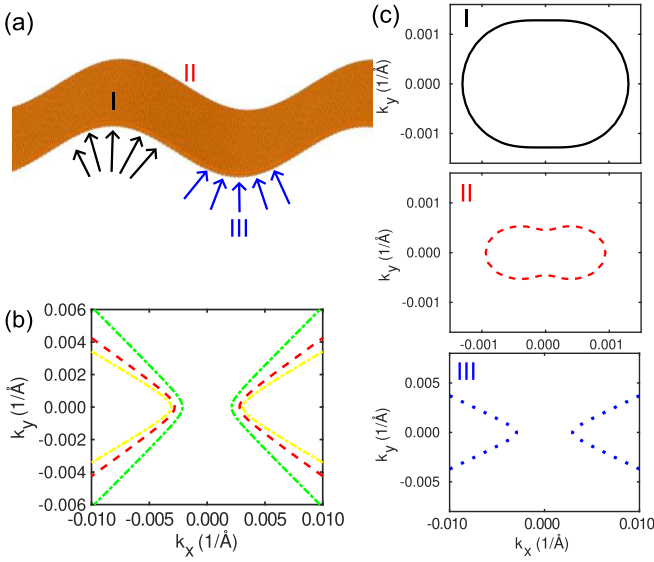 (a)
II
I
III
(b)
0.006
0.004
0.002
0.000
-0.002
-0.004
-0.006
k_y (1/Å)
-0.010 -0.005 0.000 0.005 0.010
k_x (1/Å)
(c)
I
0.001
0.000
-0.001
k_y (1/Å)
II
0.001
0.000
-0.001
k_y (1/Å)
-0.001 0.000 0.001
III
0.005
0.000
-0.005
k_y (1/Å)
-0.010 0.000 0.010
k_x (1/Å)